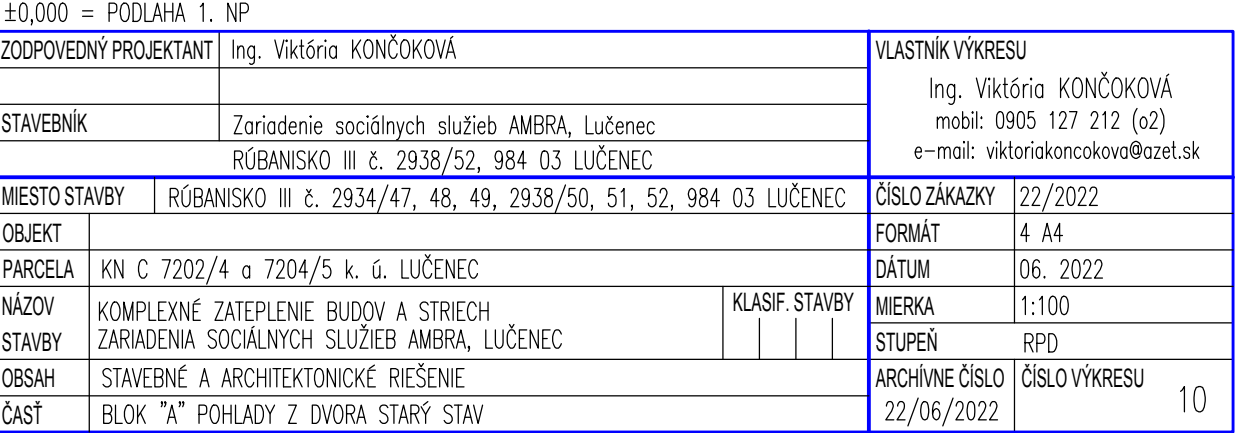 ±0,000 = PODLAHA 1. NP
ZODPOVEDNÝ PROJEKTANT Ing. Viktória KONČOKOVÁ
STAVEBNÍK Zariadenie sociálnych služieb AMBRA, Lučenec
RÚBANISKO III č. 2938/52, 984 03 LUČENEC
VLASTNÍK VÝKRESU
Ing. Viktória KONČOKOVÁ
mobil: 0905 127 212 (o2)
e-mail: viktoriakoncokova@azet.sk
MIESTO STAVBY RÚBANISKO III č. 2934/47, 48, 49, 2938/50, 51, 52, 984 03 LUČENEC
OBJEKT
PARCELA KN C 7202/4 a 7204/5 k. ú. LUČENEC
NÁZOV STAVBY
KOMPLEXNÉ ZATEPLENIE BUDOV A STRIECH
ZARIADENIA SOCIÁLNYCH SLUŽIEB AMBRA, LUČENEC
KLASIF. STAVBY
OBSAH STAVEBNÉ A ARCHITEKTONICKÉ RIEŠENIE
ČASŤ BLOK "A" POHLADY Z DVORA STARÝ STAV
ČÍSLO ZÁKAZKY 22/2022
FORMÁT 4 A4
DÁTUM 06. 2022
MIERKA 1:100
STUPEŇ RPD
ARCHÍVNE ČÍSLO
22/06/2022
ČÍSLO VÝKRESU
10